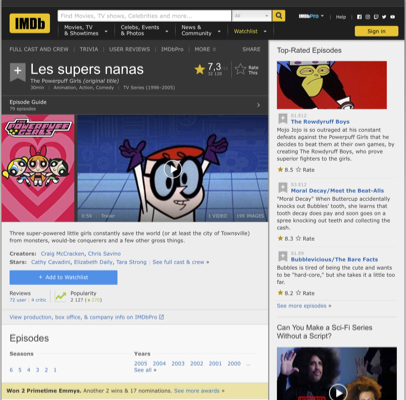 IMDb
Find Movies, TV shows, Celebrities and more...
All
IMDbPro
Help
Movies, TV
& Showtimes
Celebs, Events
& Photos
News &
Community
Watchlist
Sign in
FULL CAST AND CREW | TRIVIA | USER REVIEWS | IMDbPro | MORE
SHARE
Les supers nanas
The Powerpuff Girls (original title)
30min | Animation, Action, Comedy | TV Series (1998–2005)
7,3
Rate
This
Episode Guide
79 episodes
THE
POWERPUFF
GIRLS
0:50 Trailer
1 VIDEO
199 IMAGES
Three super-powered little girls constantly save the world (or at least the city of Townsville)
from monsters, would-be conquerors and a few other gross things.
Creators: Craig McCracken, Chris Savino
Stars: Cathy Cavadini, Elizabeth Daily, Tara Strong | See full cast & crew »
+ Add to Watchlist
Reviews
72 user | 4 critic
Popularity
2 127
View production, box office, & company info on IMDbPro
Episodes
Seasons
6 5 4 3 2 1
Years
2005 2004 2003 2002 2001 2000 ...
See all »
Won 2 Primetime Emmys. Another 2 wins & 17 nominations. See more awards »
Top-Rated Episodes
S1.E12
The Rowdyruff Boys
Mojo Jojo is so outraged at his constant
defeats against the Powerpuff Girls that he
decides to beat them at their own games, by
creating The Rowdyruff Boys, who prove
superior fighters to the girls.
8.5 Rate
Moral Decay/Meet the Beat-Alls
"Moral Decay" When Buttercup accidentally
knocks out Bubbles' tooth, she learns that
tooth decay does pay and soon goes on a
spree knocking out teeth and collecting the
cash.
8.3 Rate
Bubblevicious/The Bare Facts
Bubbles is tired of being the cute and wants
to be "hard-core," but she takes it a little too
far.
8.2 Rate
See more episodes »
Can You Make a Sci-Fi Series
Without a Script?